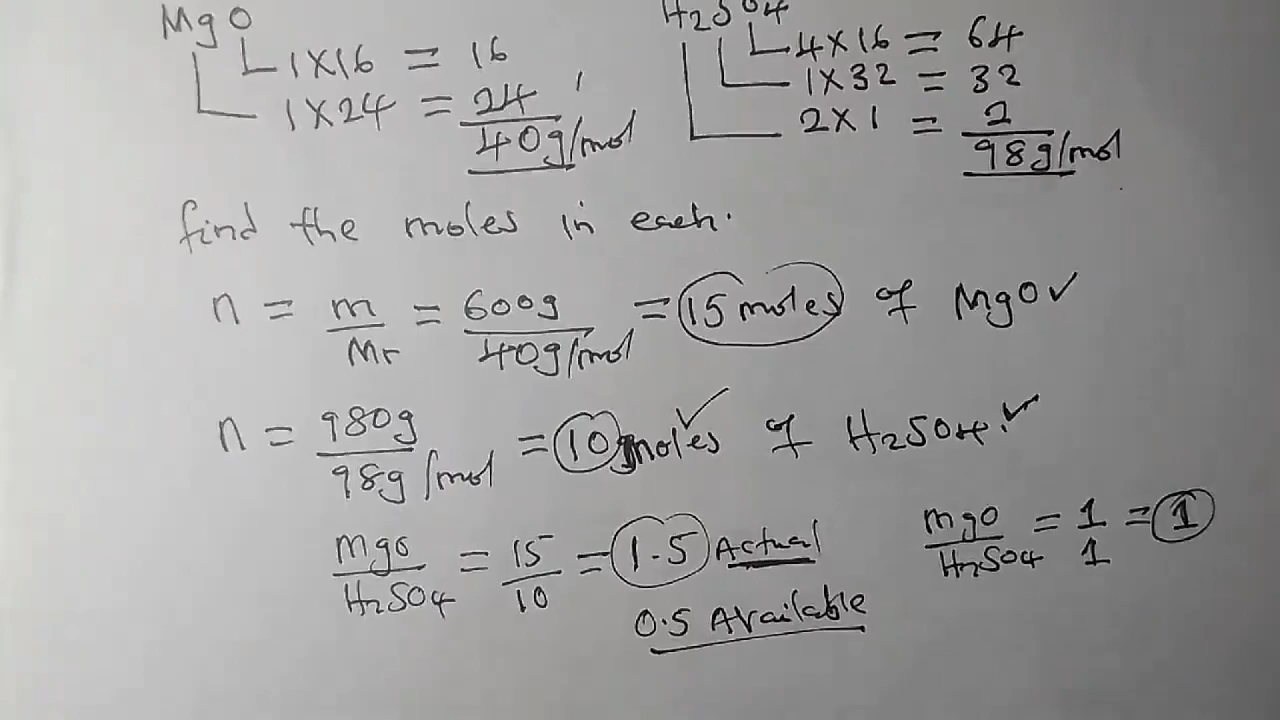 MgO
1X16 = 16
1X24 = 24
40g/mol
H2SO4
4X16 = 64
1X32 = 32
2X1 = 2
98g/mol
find the moles in each.
n = m/Mr = 600g/40g/mol = 15 moles of MgO✓
n = 980g/98g/mol = 10 moles of H2SO4.✓
MgO/H2SO4 = 15/10 = 1.5 Actual
0.5 Available
MgO/H2SO4 = 1/1 = 1